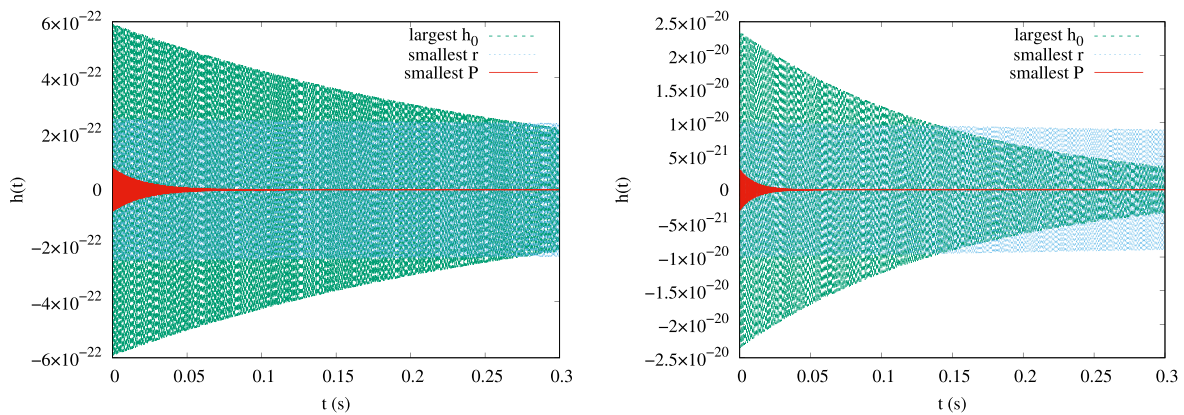 6×10⁻²²
4×10⁻²²
2×10⁻²²
0
−2×10⁻²²
−4×10⁻²²
−6×10⁻²²
h(t)
largest h₀
smallest r
smallest P
0 0.05 0.1 0.15 0.2 0.25 0.3
t (s)
2.5×10⁻²⁰
2×10⁻²⁰
1.5×10⁻²⁰
1×10⁻²⁰
5×10⁻²¹
0
−5×10⁻²¹
−1×10⁻²⁰
−1.5×10⁻²⁰
−2×10⁻²⁰
−2.5×10⁻²⁰
h(t)
largest h₀
smallest r
smallest P
0 0.05 0.1 0.15 0.2 0.25 0.3
t (s)